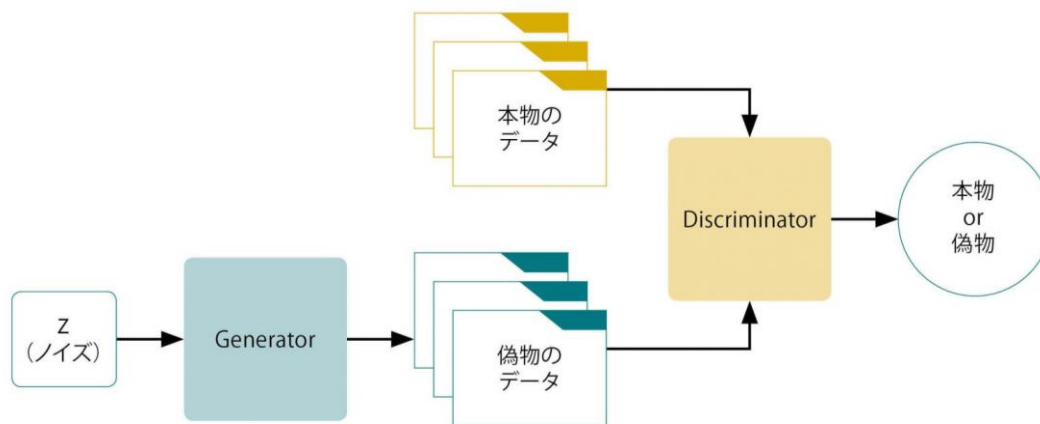 本物の
データ
Discriminator
本物
or
偽物
z
（ノイズ）
Generator
偽物の
データ